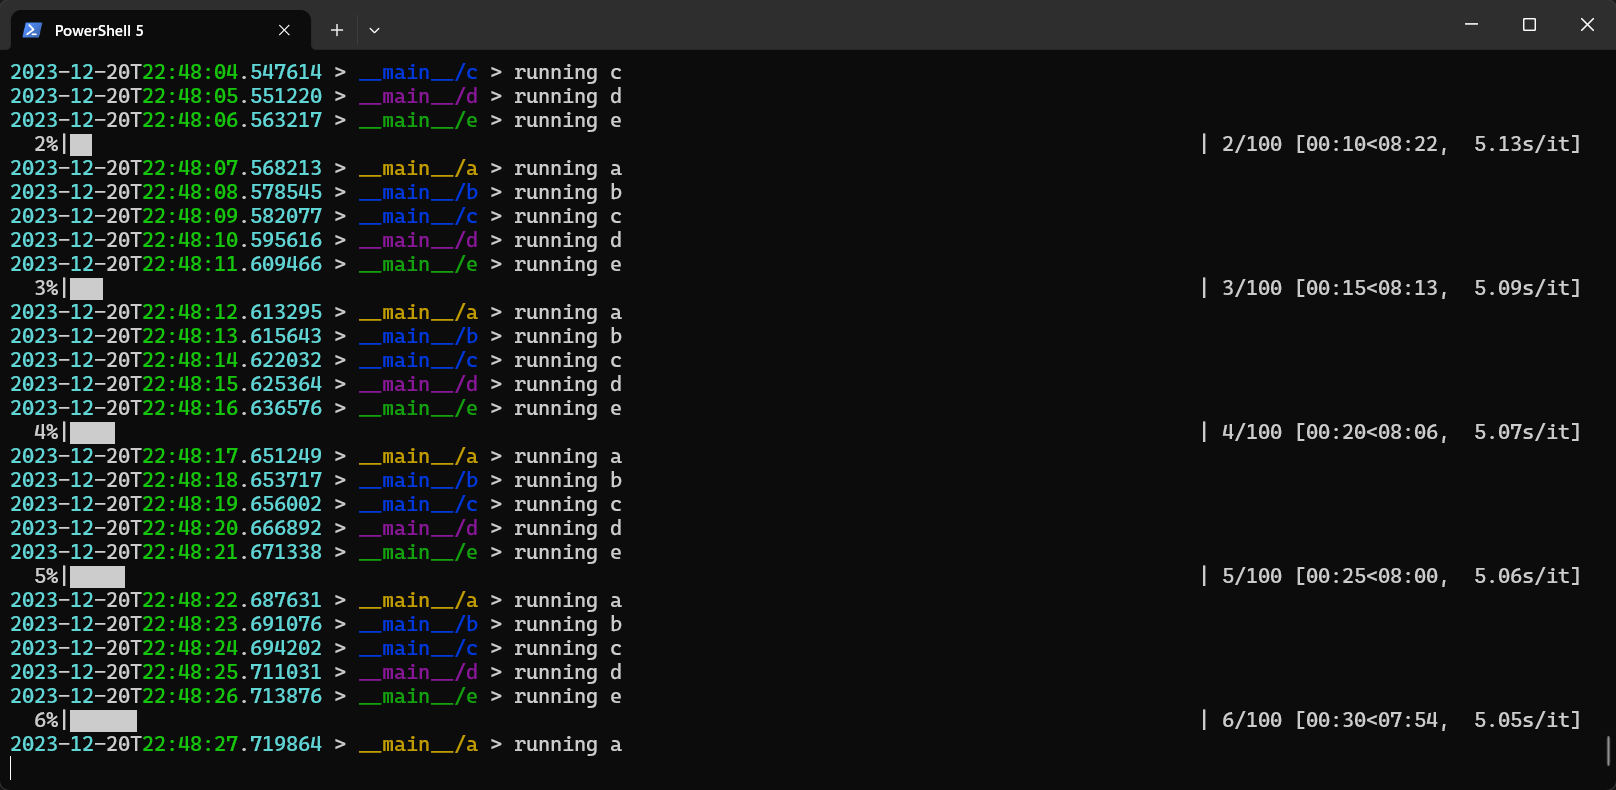 PowerShell 5
2023-12-20T22:48:04.547614 > __main__/c > running c
2023-12-20T22:48:05.551220 > __main__/d > running d
2023-12-20T22:48:06.563217 > __main__/e > running e
2%| | 2/100 [00:10<08:22, 5.13s/it]
2023-12-20T22:48:07.568213 > __main__/a > running a
2023-12-20T22:48:08.578545 > __main__/b > running b
2023-12-20T22:48:09.582077 > __main__/c > running c
2023-12-20T22:48:10.595616 > __main__/d > running d
2023-12-20T22:48:11.609466 > __main__/e > running e
3%| | 3/100 [00:15<08:13, 5.09s/it]
2023-12-20T22:48:12.613295 > __main__/a > running a
2023-12-20T22:48:13.615643 > __main__/b > running b
2023-12-20T22:48:14.622032 > __main__/c > running c
2023-12-20T22:48:15.625364 > __main__/d > running d
2023-12-20T22:48:16.636576 > __main__/e > running e
4%| | 4/100 [00:20<08:06, 5.07s/it]
2023-12-20T22:48:17.651249 > __main__/a > running a
2023-12-20T22:48:18.653717 > __main__/b > running b
2023-12-20T22:48:19.656002 > __main__/c > running c
2023-12-20T22:48:20.666892 > __main__/d > running d
2023-12-20T22:48:21.671338 > __main__/e > running e
5%| | 5/100 [00:25<08:00, 5.06s/it]
2023-12-20T22:48:22.687631 > __main__/a > running a
2023-12-20T22:48:23.691076 > __main__/b > running b
2023-12-20T22:48:24.694202 > __main__/c > running c
2023-12-20T22:48:25.711031 > __main__/d > running d
2023-12-20T22:48:26.713876 > __main__/e > running e
6%| | 6/100 [00:30<07:54, 5.05s/it]
2023-12-20T22:48:27.719864 > __main__/a > running a